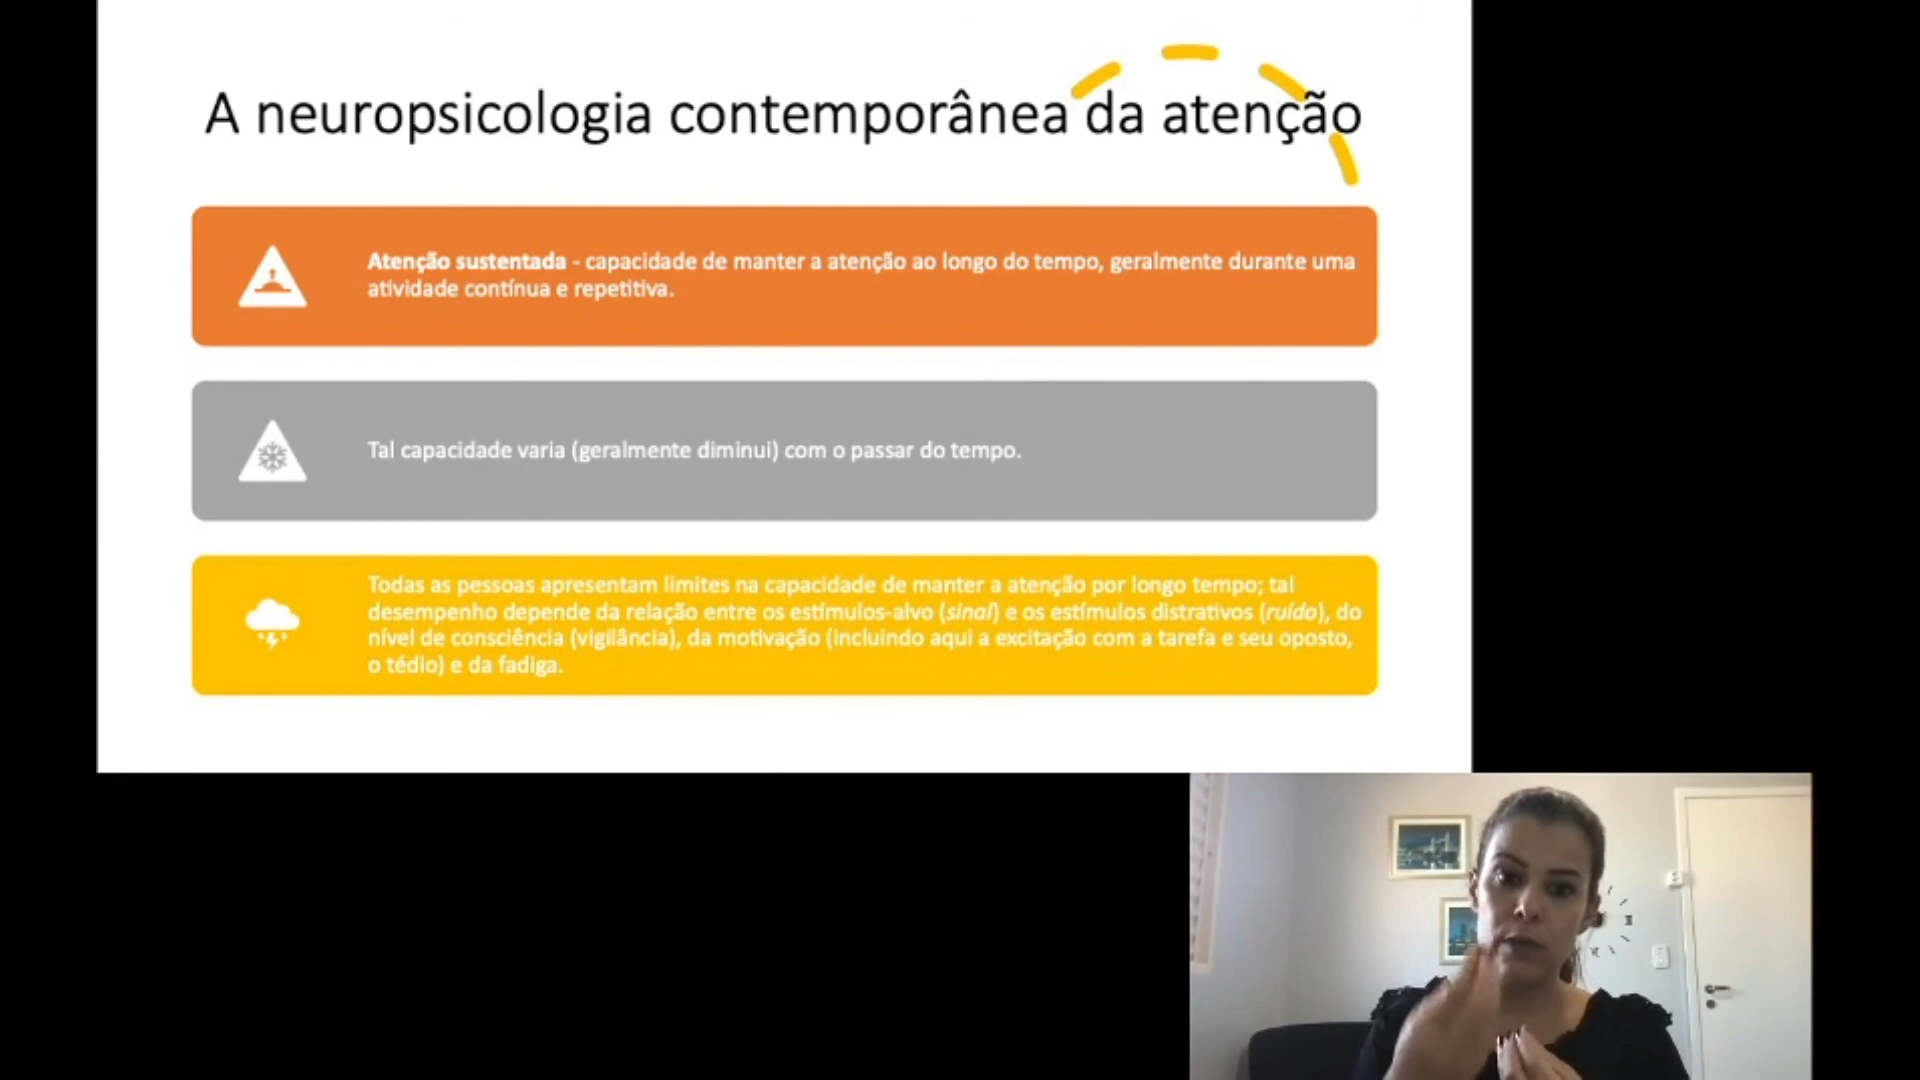 A neuropsicologia contemporânea da atenção
Atenção sustentada - capacidade de manter a atenção ao longo do tempo, geralmente durante uma
atividade contínua e repetitiva.
Tal capacidade varia (geralmente diminui) com o passar do tempo.
Todas as pessoas apresentam limites na capacidade de manter a atenção por longo tempo; tal
desempenho depende da relação entre os estímulos-alvo (sinal) e os estímulos distrativos (ruído), do
nível de consciência (vigilância), da motivação (incluindo aqui a excitação com a tarefa e seu oposto,
o tédio) e da fadiga.